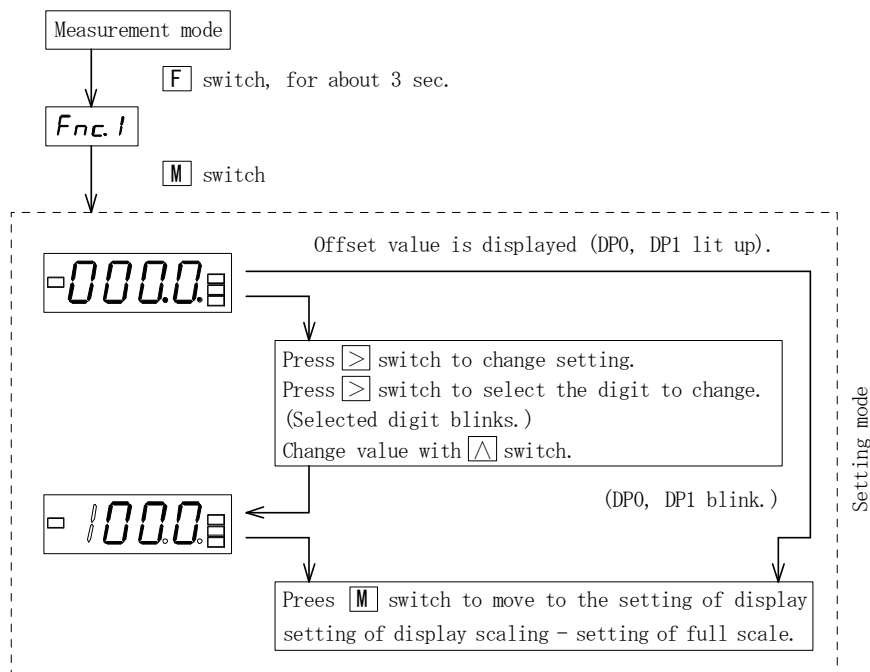 Measurement mode
F switch, for about 3 sec.
Fnc.1
M switch
Offset value is displayed (DP0, DP1 lit up).
-000.0.
Press > switch to change setting.
Press > switch to select the digit to change.
(Selected digit blinks.)
Change value with ∧ switch.
Setting mode
(DP0, DP1 blink.)
- 100.0.
Prees M switch to move to the setting of display
setting of display scaling - setting of full scale.